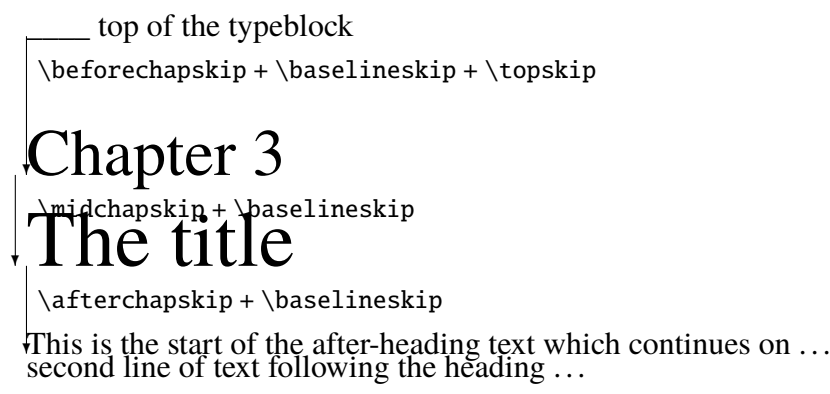 ____ top of the typeblock
\beforechapskip + \baselineskip + \topskip
Chapter 3
\midchapskip + \baselineskip
The title
\afterchapskip + \baselineskip
This is the start of the after-heading text which continues on …
second line of text following the heading …